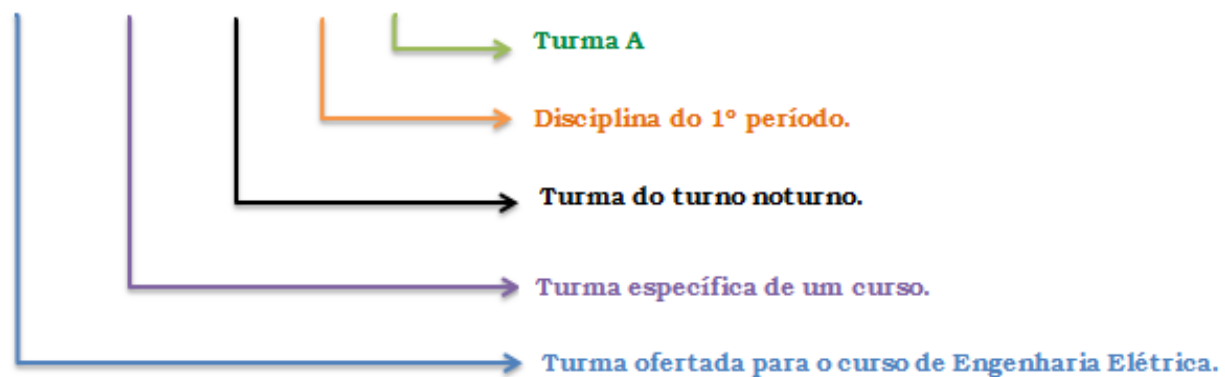 Turma A
Disciplina do 1º período.
Turma do turno noturno.
Turma específica de um curso.
Turma ofertada para o curso de Engenharia Elétrica.